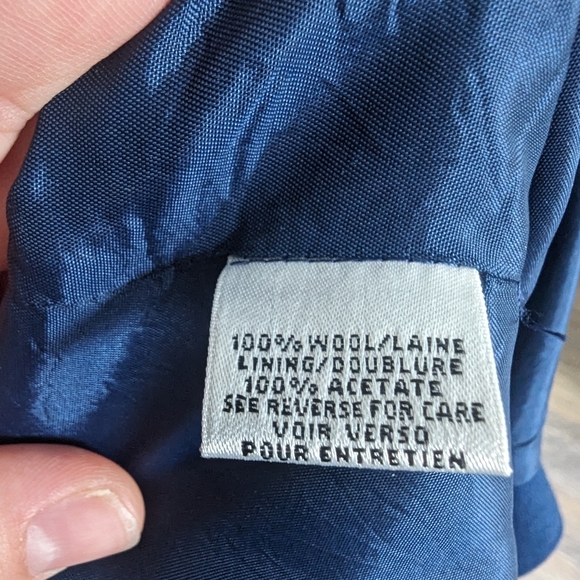 100% WOOL/LAINE
LINING/DOUBLURE
100% ACETATE
SEE REVERSE FOR CARE
VOIR VERSO
POUR ENTRETIEN